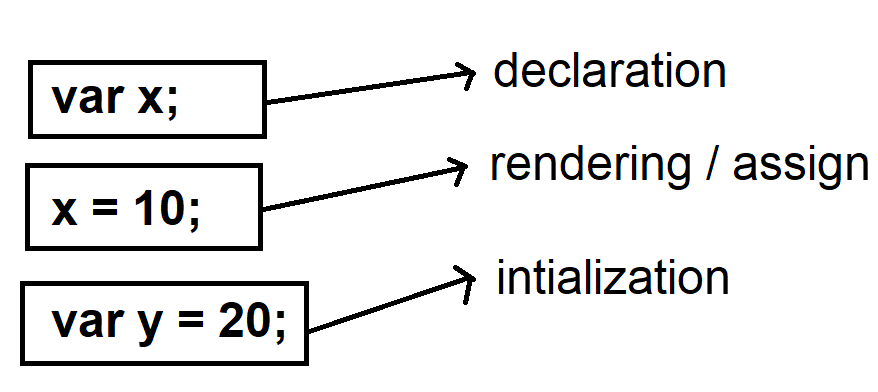 var x;
declaration
x = 10;
rendering / assign
var y = 20;
intialization